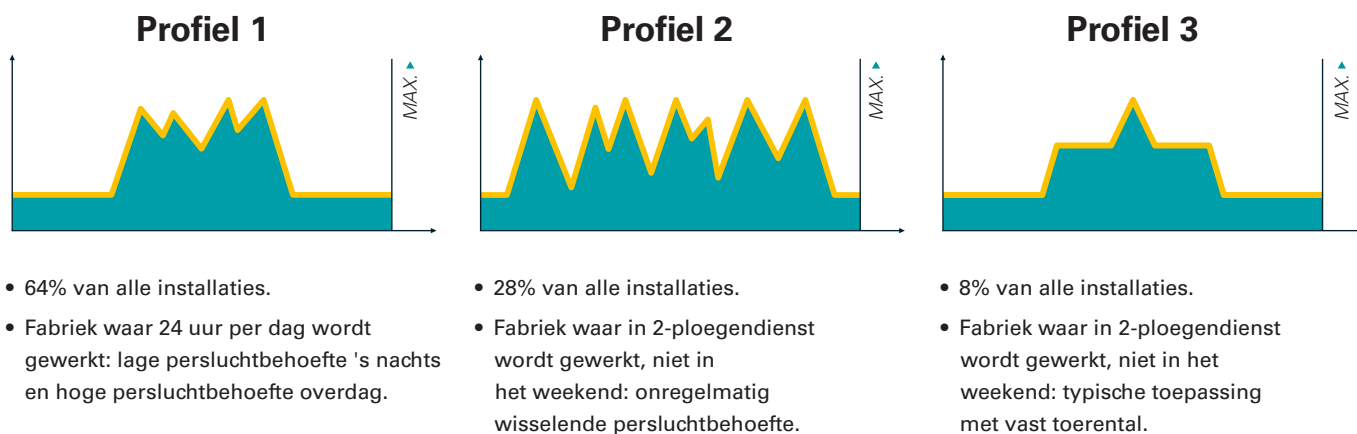 Profiel 1
MAX.
• 64% van alle installaties.
• Fabriek waar 24 uur per dag wordt
gewerkt: lage persluchtbehoefte 's nachts
en hoge persluchtbehoefte overdag.
Profiel 2
MAX.
• 28% van alle installaties.
• Fabriek waar in 2-ploegendienst
wordt gewerkt, niet in
het weekend: onregelmatig
wisselende persluchtbehoefte.
Profiel 3
MAX.
• 8% van alle installaties.
• Fabriek waar in 2-ploegendienst
wordt gewerkt, niet in het
weekend: typische toepassing
met vast toerental.